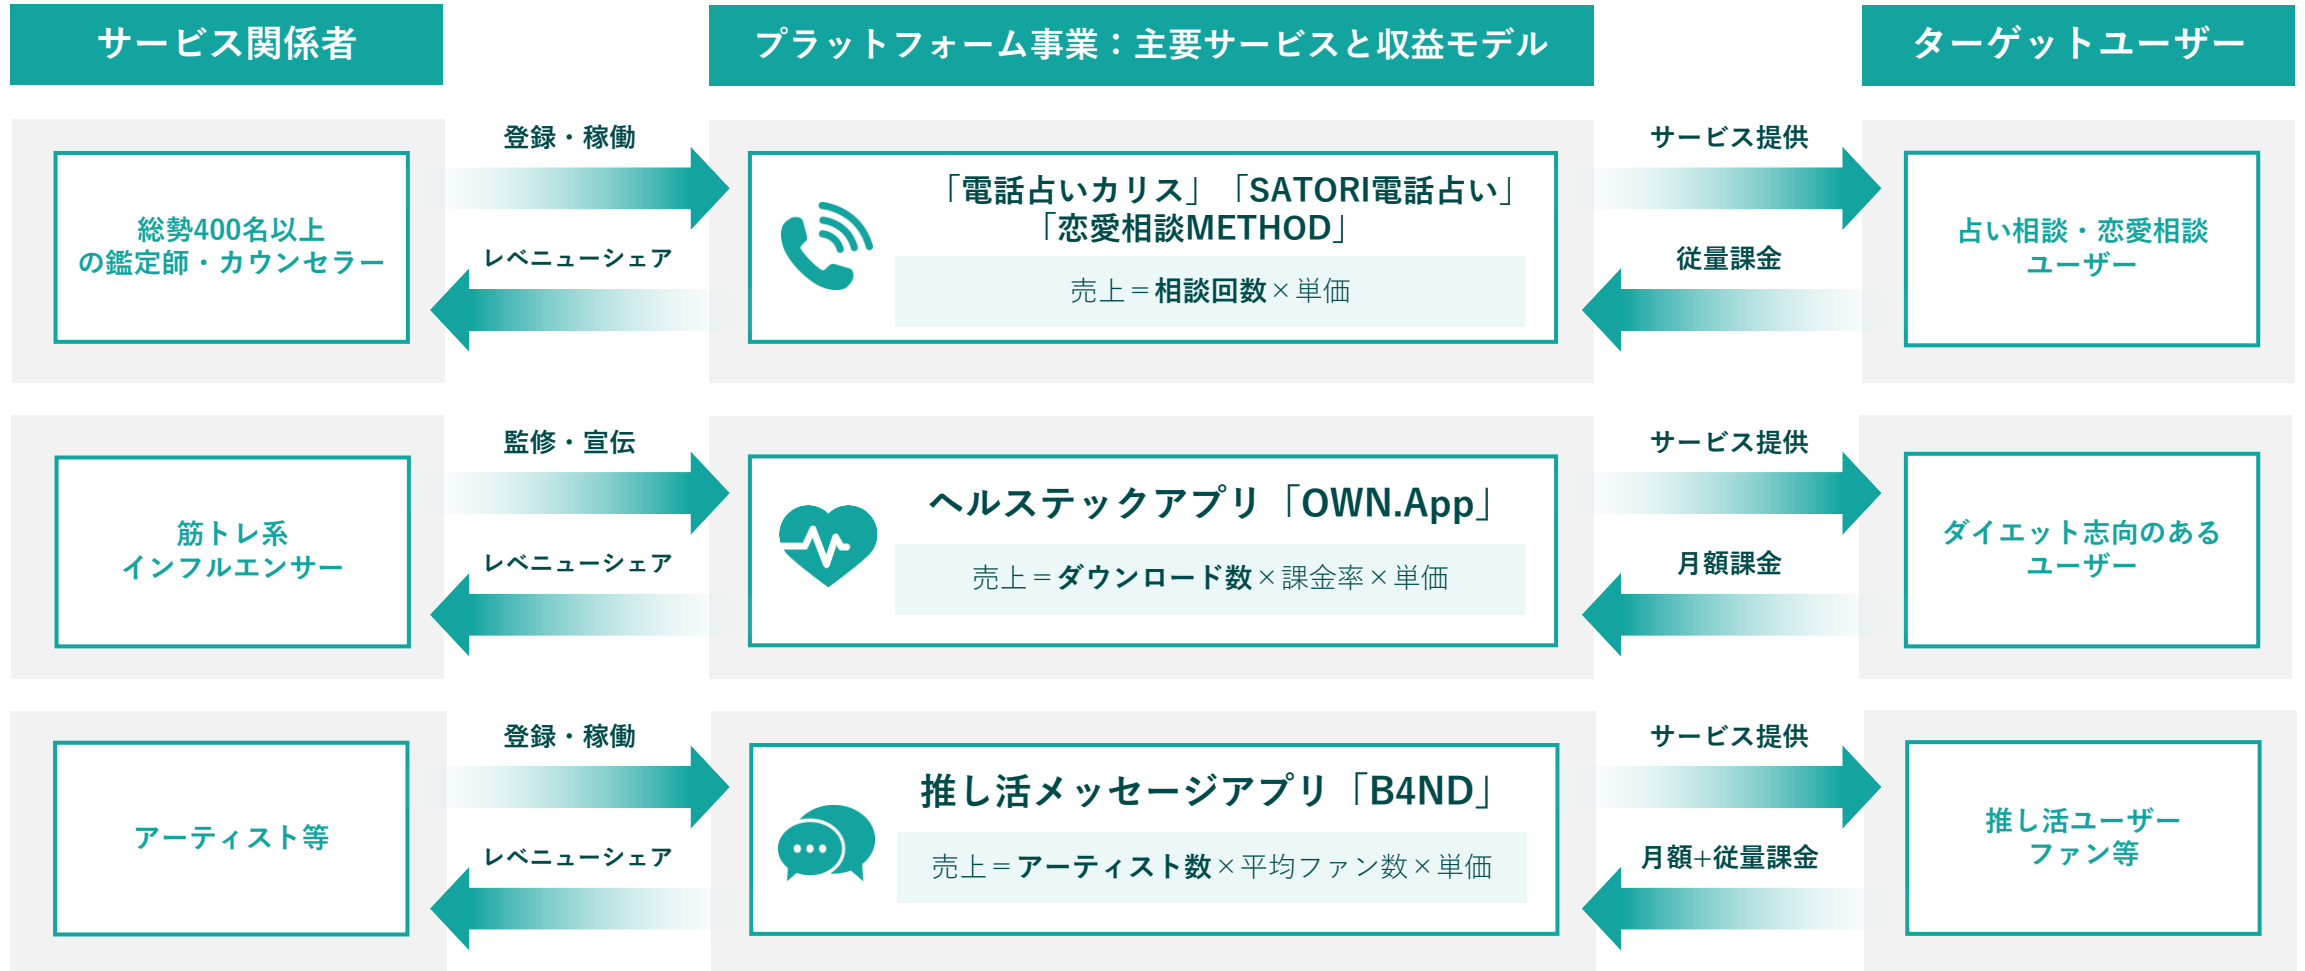 サービス関係者
プラットフォーム事業：主要サービスと収益モデル
ターゲットユーザー
総勢400名以上
の鑑定師・カウンセラー
登録・稼働
レベニューシェア
「電話占いカリス」「SATORI電話占い」
「恋愛相談METHOD」
売上＝相談回数×単価
サービス提供
従量課金
占い相談・恋愛相談
ユーザー
筋トレ系
インフルエンサー
監修・宣伝
レベニューシェア
ヘルステックアプリ「OWN.App」
売上＝ダウンロード数×課金率×単価
サービス提供
月額課金
ダイエット志向のある
ユーザー
アーティスト等
登録・稼働
レベニューシェア
推し活メッセージアプリ「B4ND」
売上＝アーティスト数×平均ファン数×単価
サービス提供
月額+従量課金
推し活ユーザー
ファン等